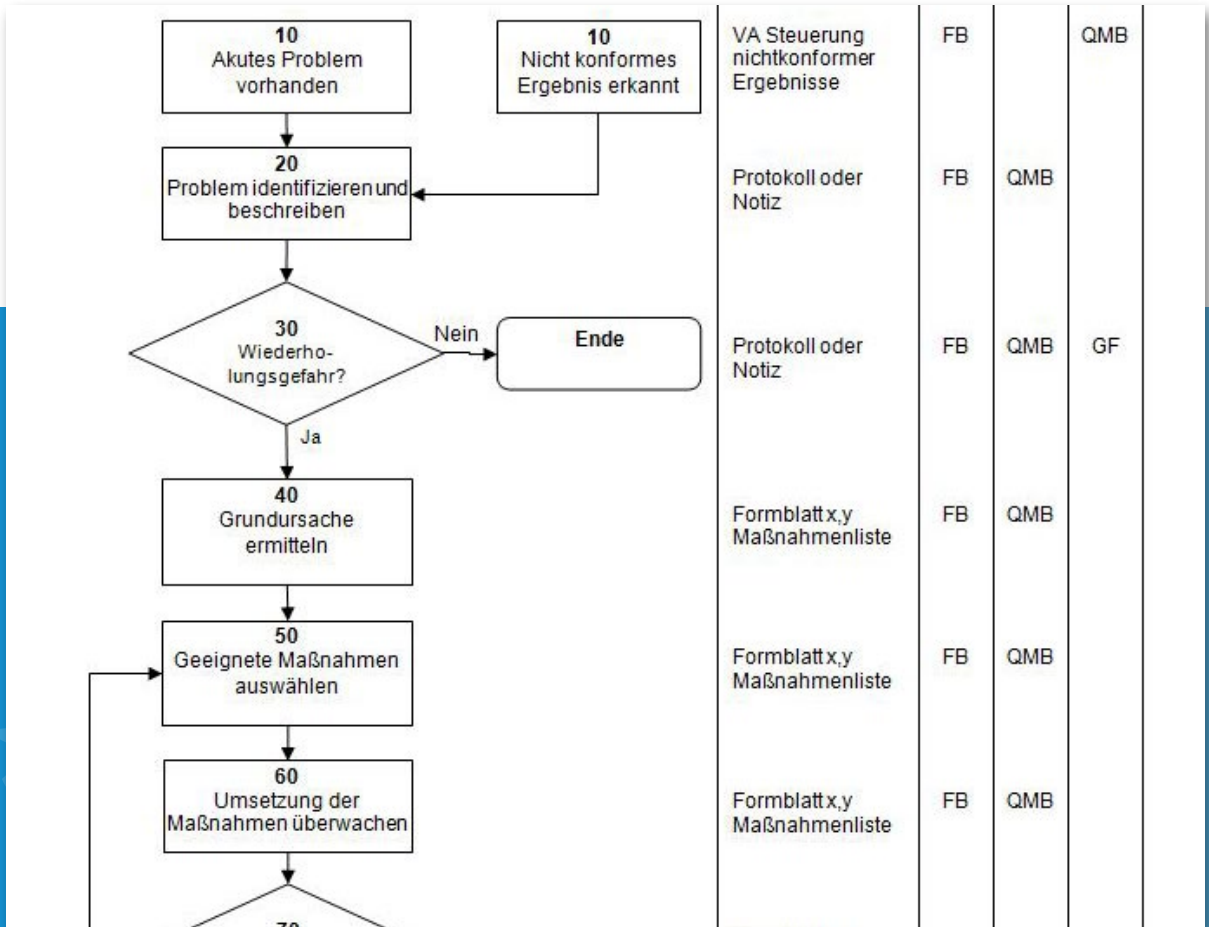 10
Akutes Problem
vorhanden
10
Nicht konformes
Ergebnis erkannt
VA Steuerung
nichtkonformer
Ergebnisse
FB
QMB
20
Problem identifizieren und
beschreiben
Protokoll oder
Notiz
FB
QMB
30
Wiederho-
lungsgefahr?
Nein
Ende
Protokoll oder
Notiz
FB
QMB
GF
Ja
40
Grundursache
ermitteln
Formblatt x,y
Maßnahmenliste
FB
QMB
50
Geeignete Maßnahmen
auswählen
Formblatt x,y
Maßnahmenliste
FB
QMB
60
Umsetzung der
Maßnahmen überwachen
Formblatt x,y
Maßnahmenliste
FB
QMB
70